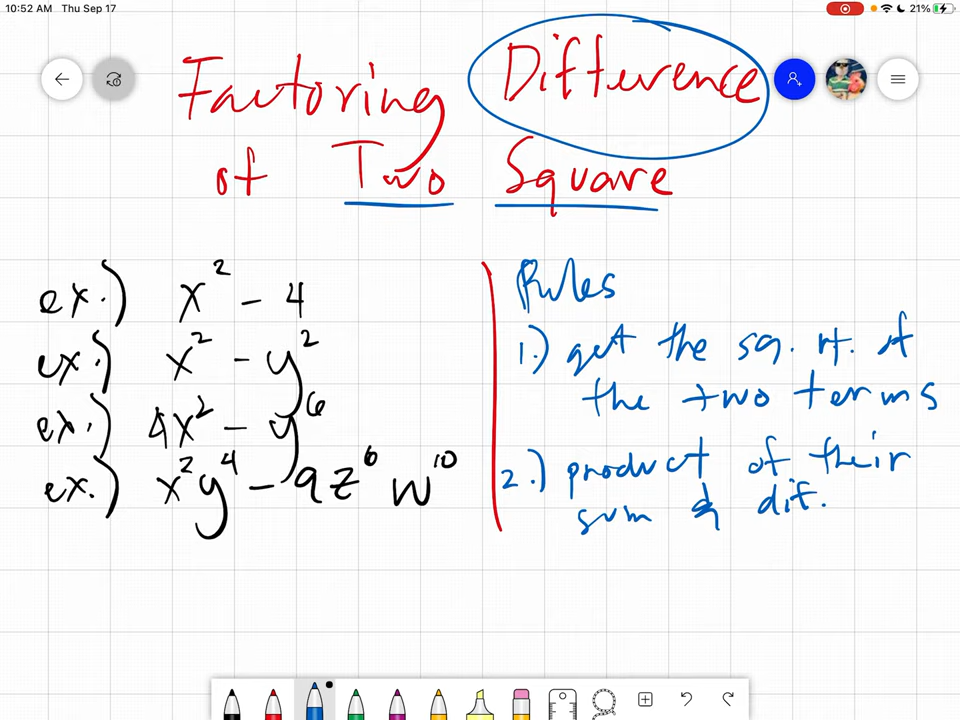 10:52 AM Thu Sep 17
21%
Factoring Difference
of Two Square
ex.) x² - 4
ex.) x² - y²
ex.) 4x² - y⁶
ex.) x²y⁴ - 9z⁶ w¹⁰
Rules
1.) get the sq. rt. of
the two terms
2.) product of their
sum & dif.